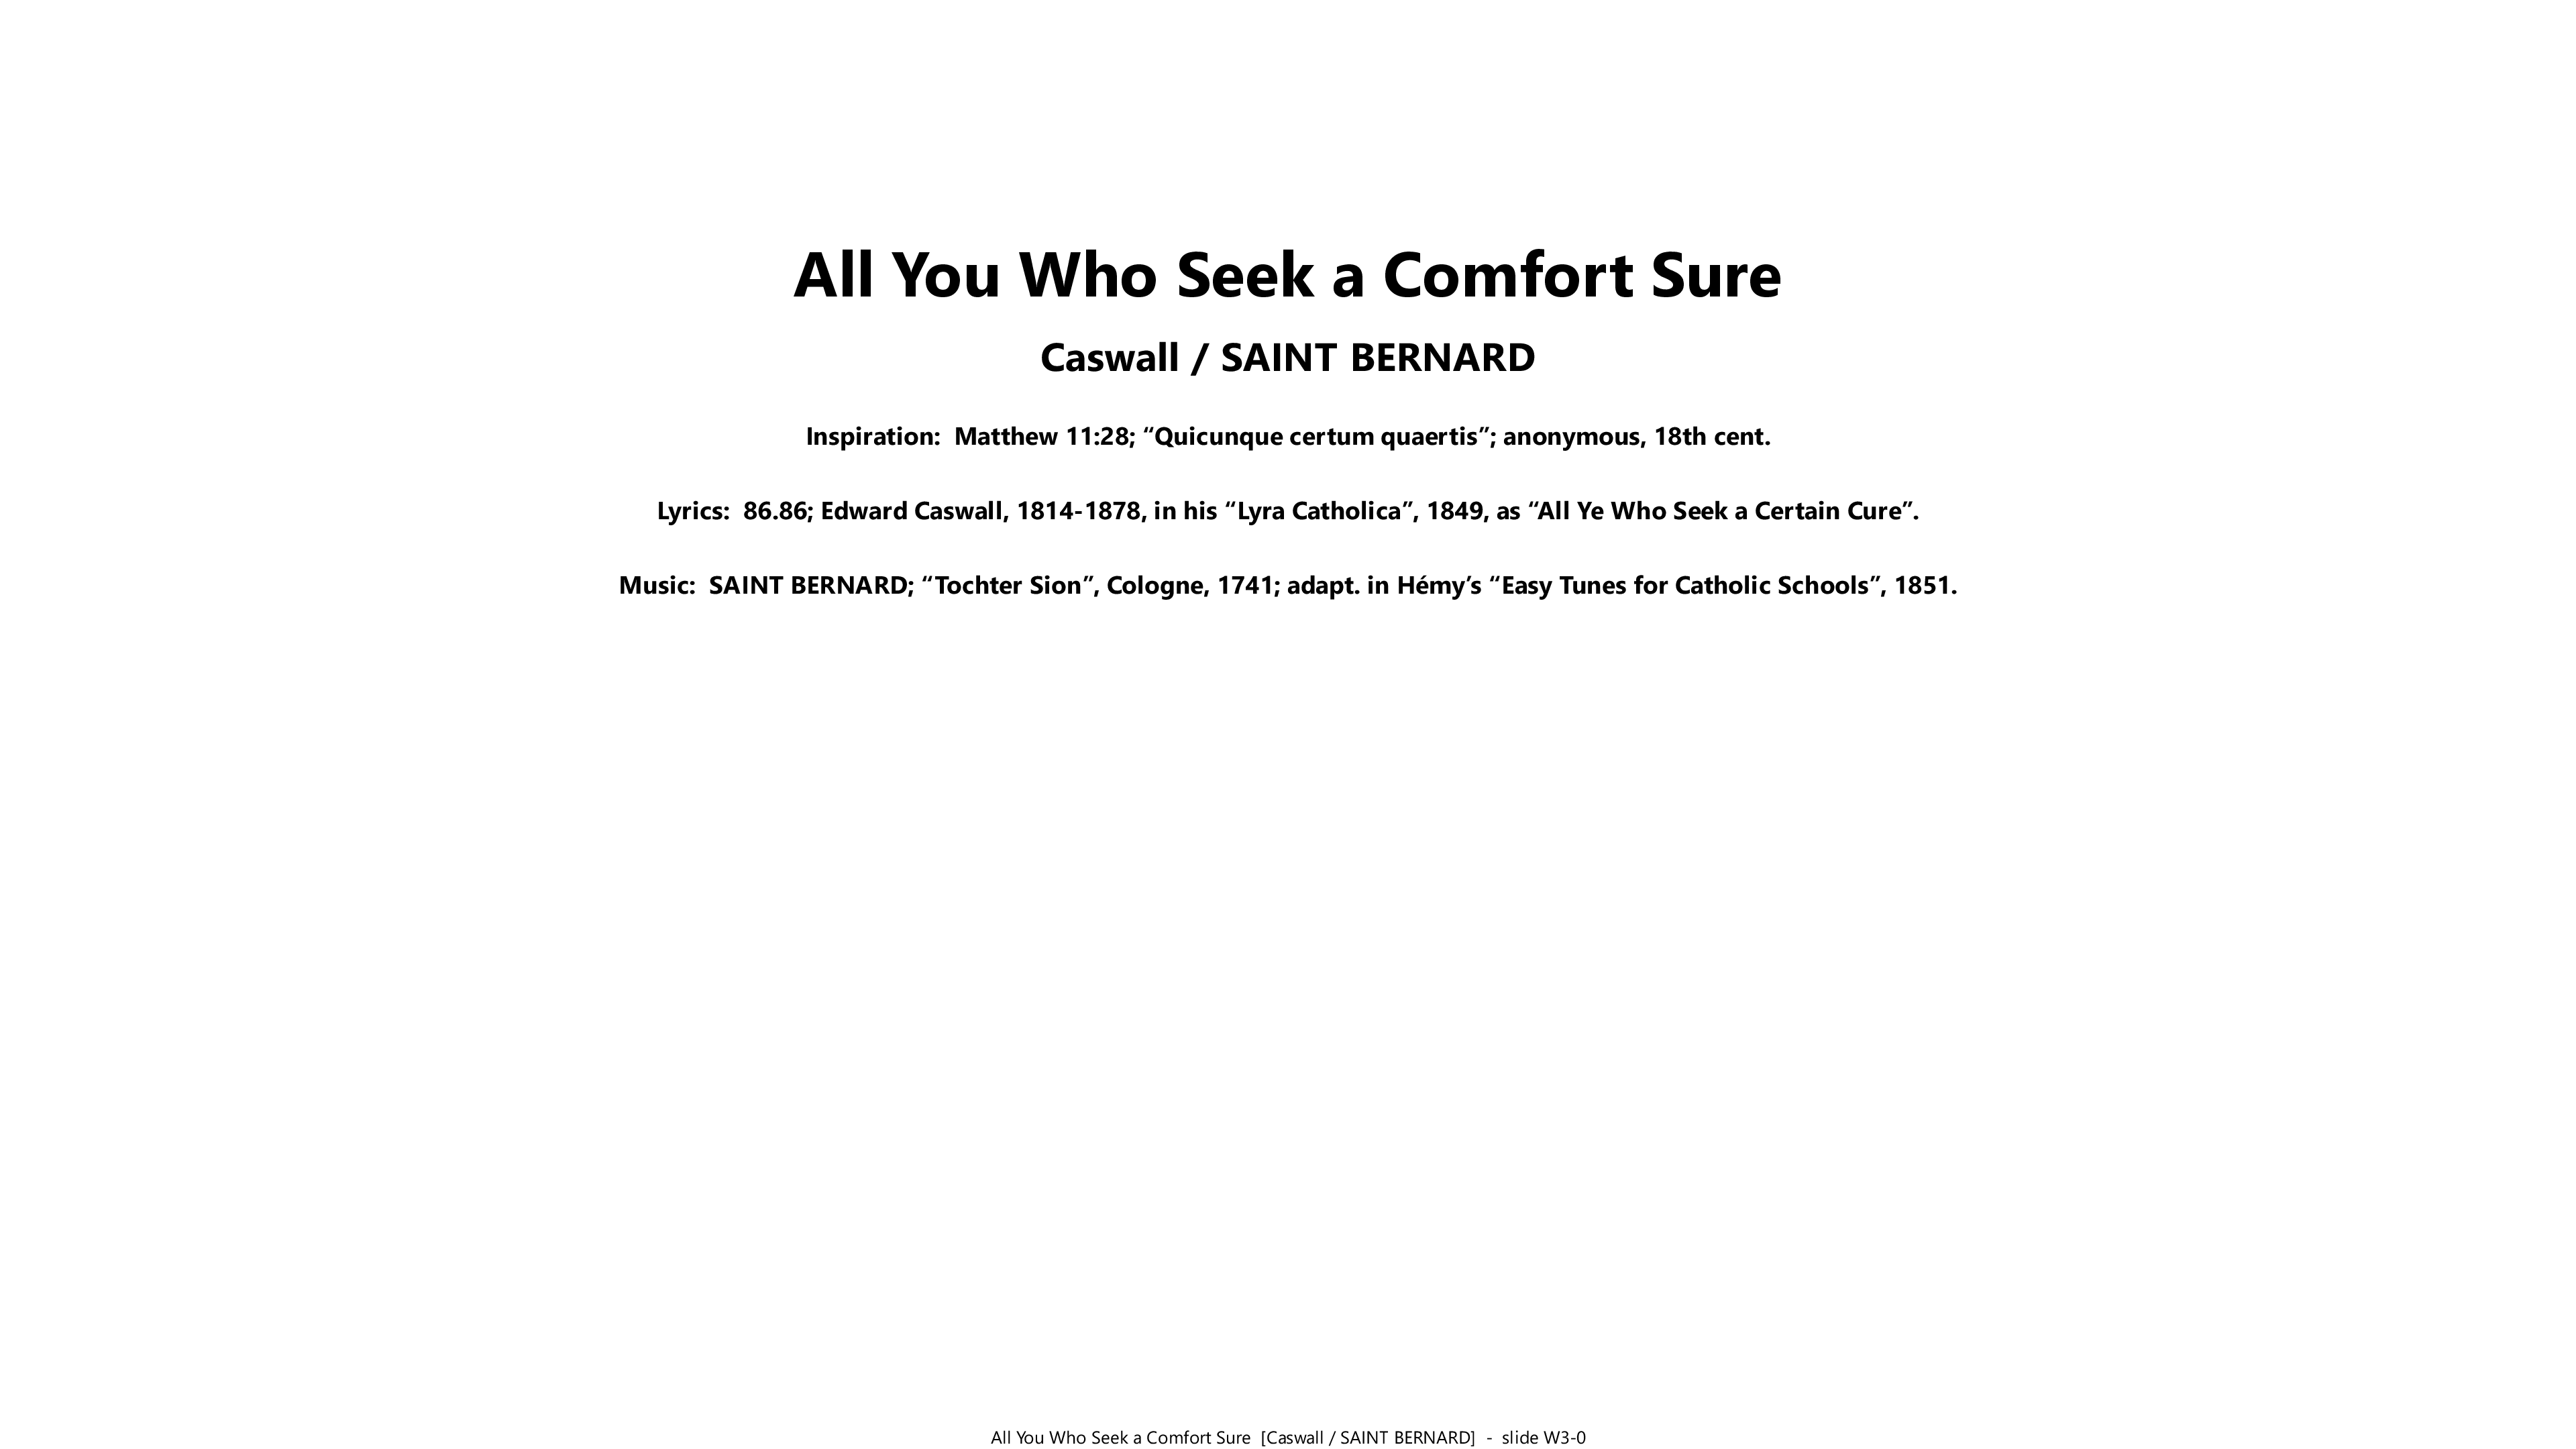 All You Who Seek a Comfort Sure
Caswall / SAINT BERNARD
Inspiration:  Matthew 11:28; “Quicunque certum quaertis”; anonymous, 18th cent.
Lyrics:  86.86; Edward Caswall, 1814-1878, in his “Lyra Catholica”, 1849, as “All Ye Who Seek a Certain Cure”.
Music:  SAINT BERNARD; “Tochter Sion”, Cologne, 1741; adapt. in Hémy’s “Easy Tunes for Catholic Schools”, 1851.
All You Who Seek a Comfort Sure  [Caswall / SAINT BERNARD]  -  slide W3-0